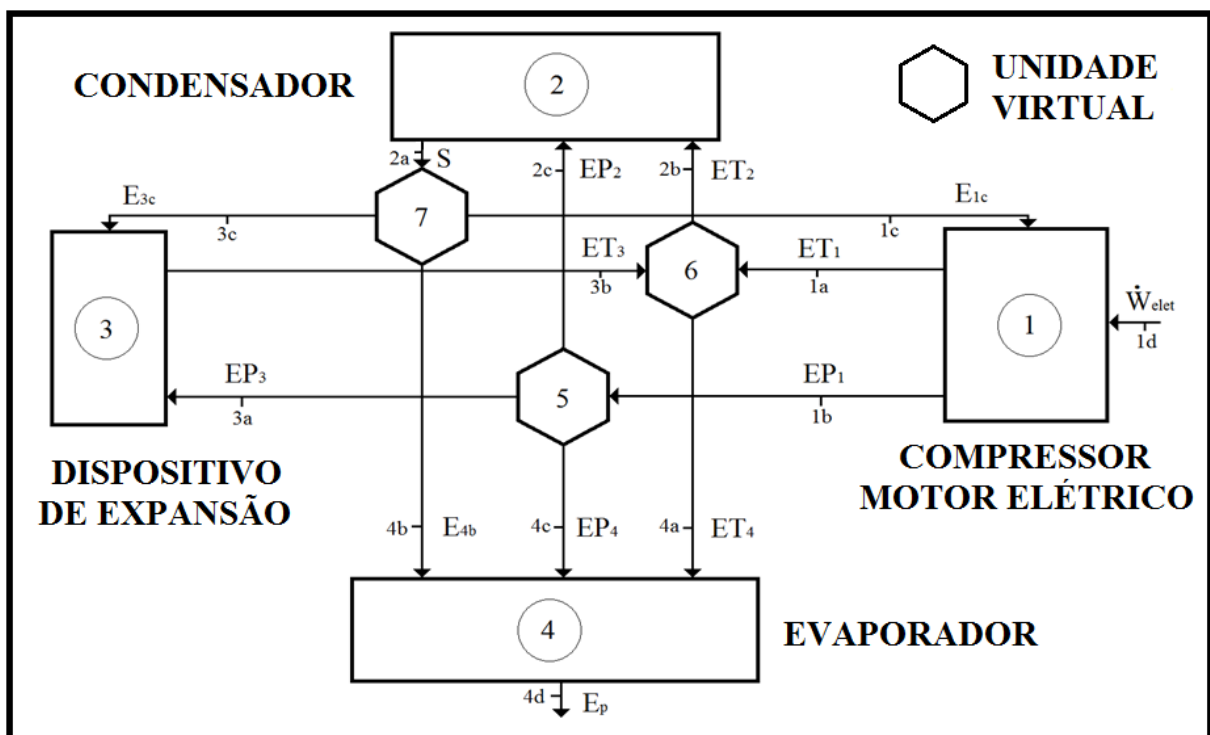 CONDENSADOR
2
UNIDADE
VIRTUAL
2a
S
2c
EP2
2b
ET2
E3c
3c
7
1c
E1c
ET3
3b
6
ET1
1a
3
1
Ẇelet
1d
EP3
3a
5
EP1
1b
DISPOSITIVO
DE EXPANSÃO
COMPRESSOR
MOTOR ELÉTRICO
4b
E4b
4c
EP4
4a
ET4
4
EVAPORADOR
4d
Ep